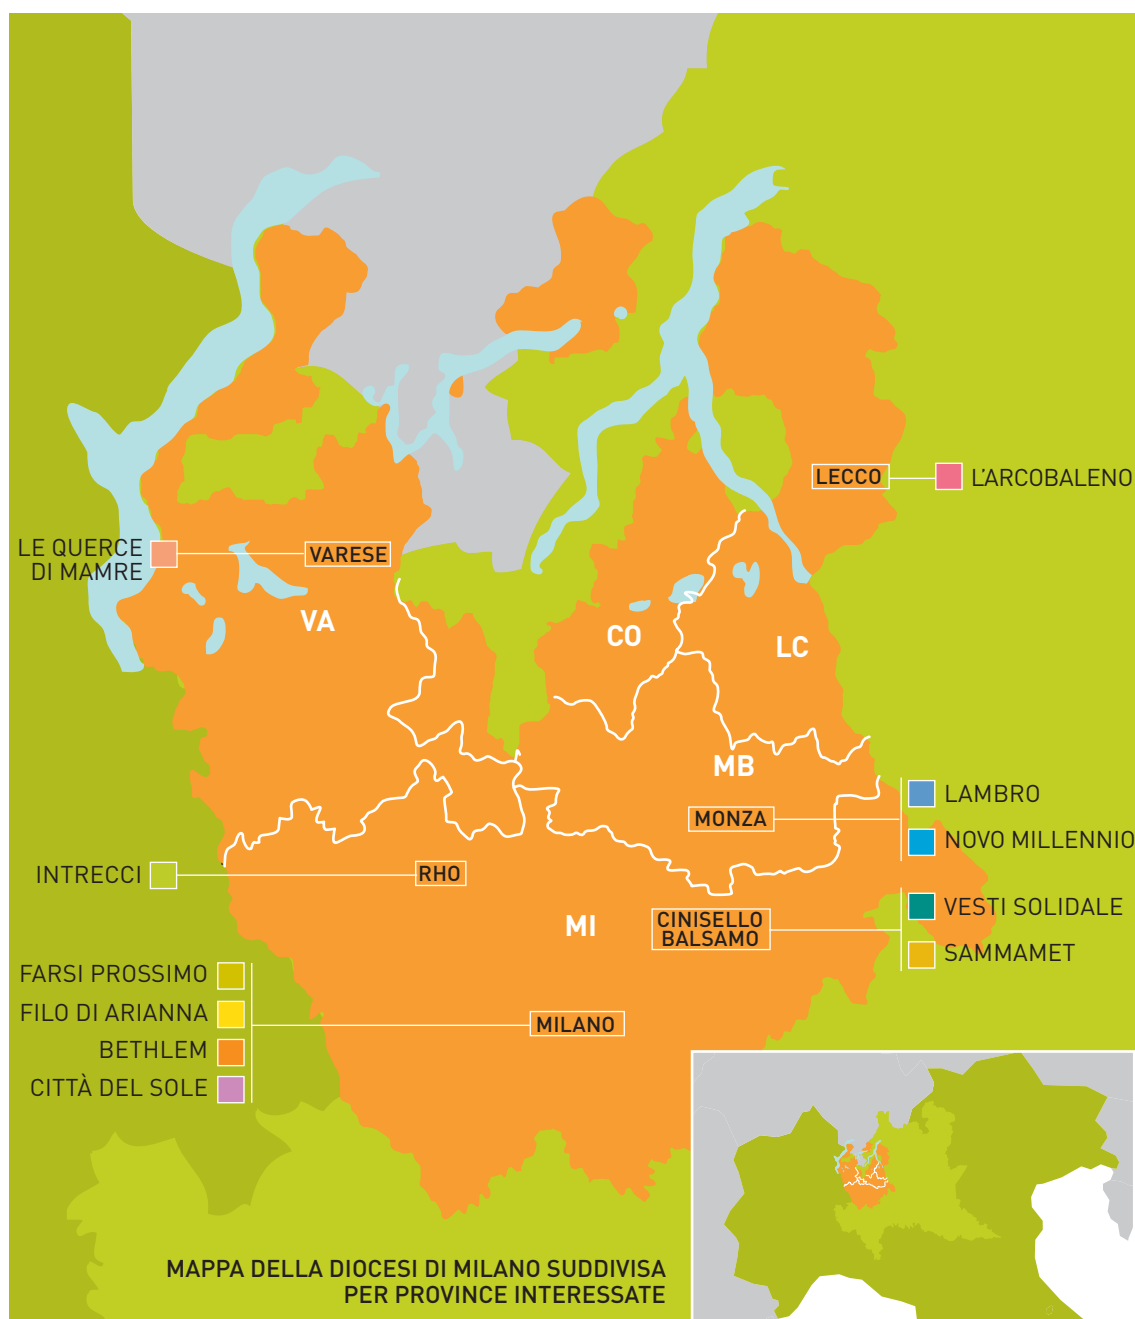 LECCO
L'ARCOBALENO
LE QUERCE
DI MAMRE
VARESE
VA
CO
LC
MB
MONZA
LAMBRO
NOVO MILLENNIO
INTRECCI
RHO
MI
CINISELLO
BALSAMO
VESTI SOLIDALE
SAMMAMET
FARSI PROSSIMO
FILO DI ARIANNA
BETHLEM
CITTÀ DEL SOLE
MILANO
MAPPA DELLA DIOCESI DI MILANO SUDDIVISA
PER PROVINCE INTERESSATE